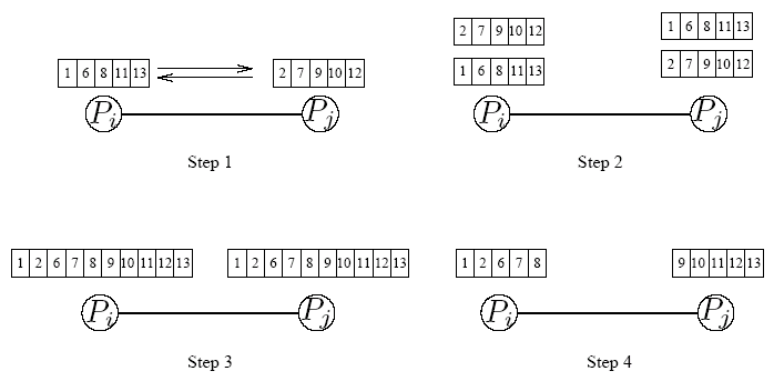 1 6 8 11 13
2 7 9 10 12
Pi
Pj
Step 1
2 7 9 10 12
1 6 8 11 13
1 6 8 11 13
2 7 9 10 12
Pi
Pj
Step 2
1 2 6 7 8 9 10 11 12 13
1 2 6 7 8 9 10 11 12 13
Pi
Pj
Step 3
1 2 6 7 8
9 10 11 12 13
Pi
Pj
Step 4